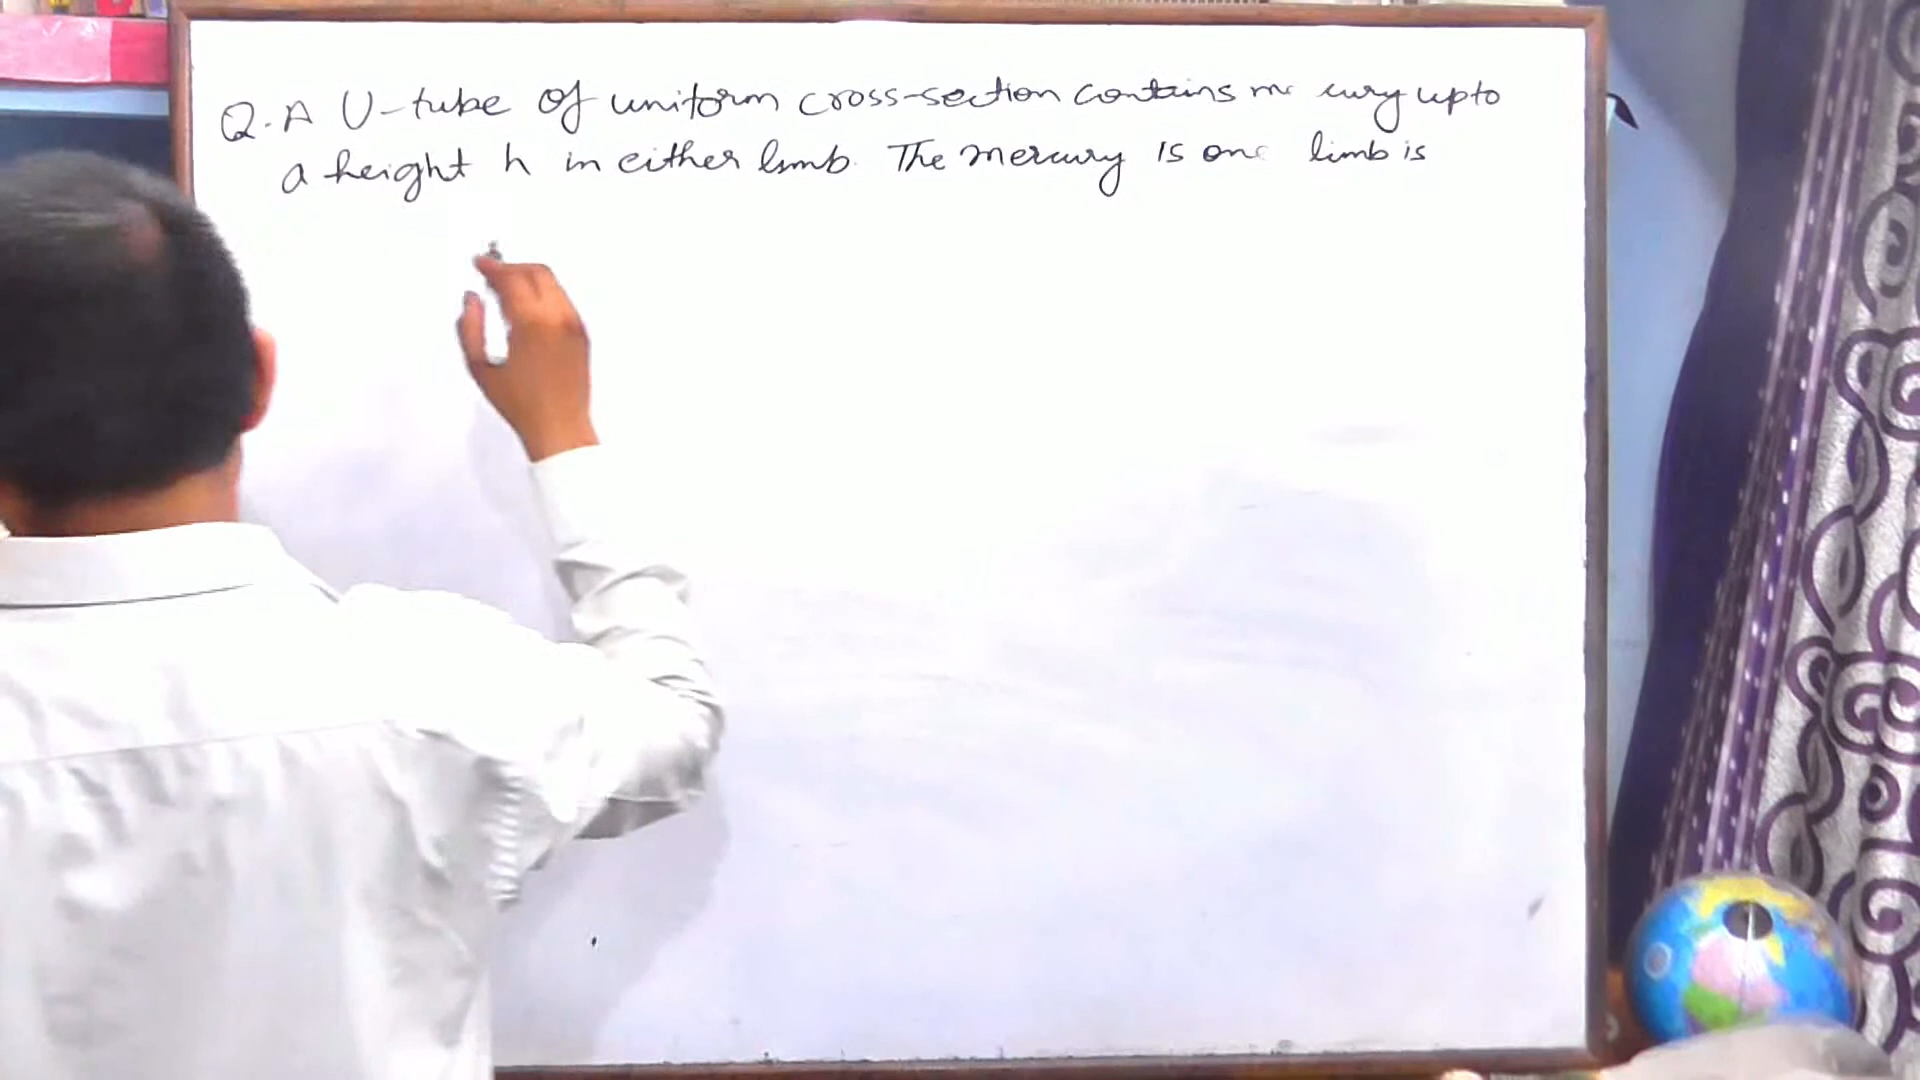 Q. A U-tube of uniform cross-section contains mercury upto
a height h in either limb. The mercury is one limb is